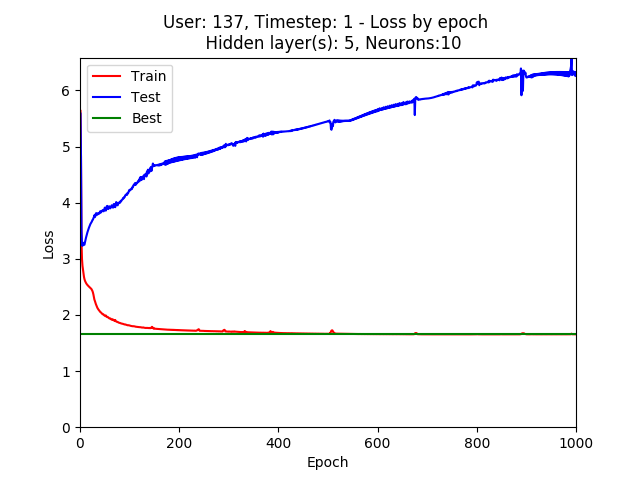 User: 137, Timestep: 1 - Loss by epoch
Hidden layer(s): 5, Neurons:10
Train
Test
Best
Loss
6
5
4
3
2
1
0
0 200 400 600 800 1000
Epoch